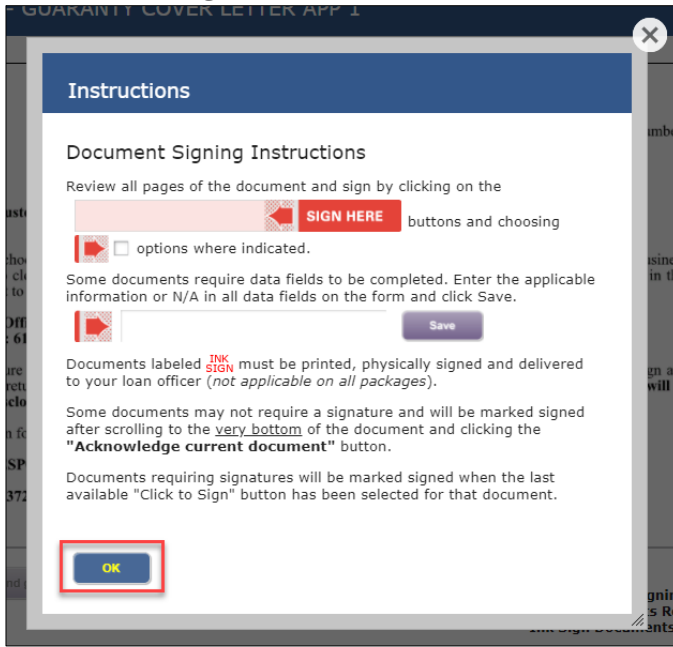 - GUARANTY COVER LETTER APP 1
Instructions
Document Signing Instructions
Review all pages of the document and sign by clicking on the
SIGN HERE buttons and choosing
options where indicated.
Some documents require data fields to be completed. Enter the applicable
information or N/A in all data fields on the form and click Save.
Save
Documents labeled INK SIGN must be printed, physically signed and delivered
to your loan officer (not applicable on all packages).
Some documents may not require a signature and will be marked signed
after scrolling to the very bottom of the document and clicking the
"Acknowledge current document" button.
Documents requiring signatures will be marked signed when the last
available "Click to Sign" button has been selected for that document.
OK